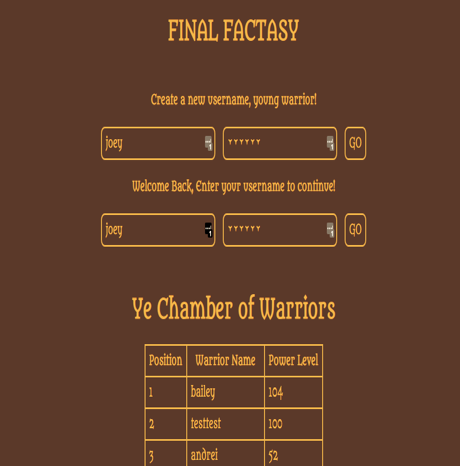 FINAL FACTASY
Create a new username, young warrior!
joey GO
Welcome Back, Enter your username to continue!
joey GO
Ye Chamber of Warriors
Position Warrior Name Power Level
1 bailey 104
2 testtest 100
3 andrei 52